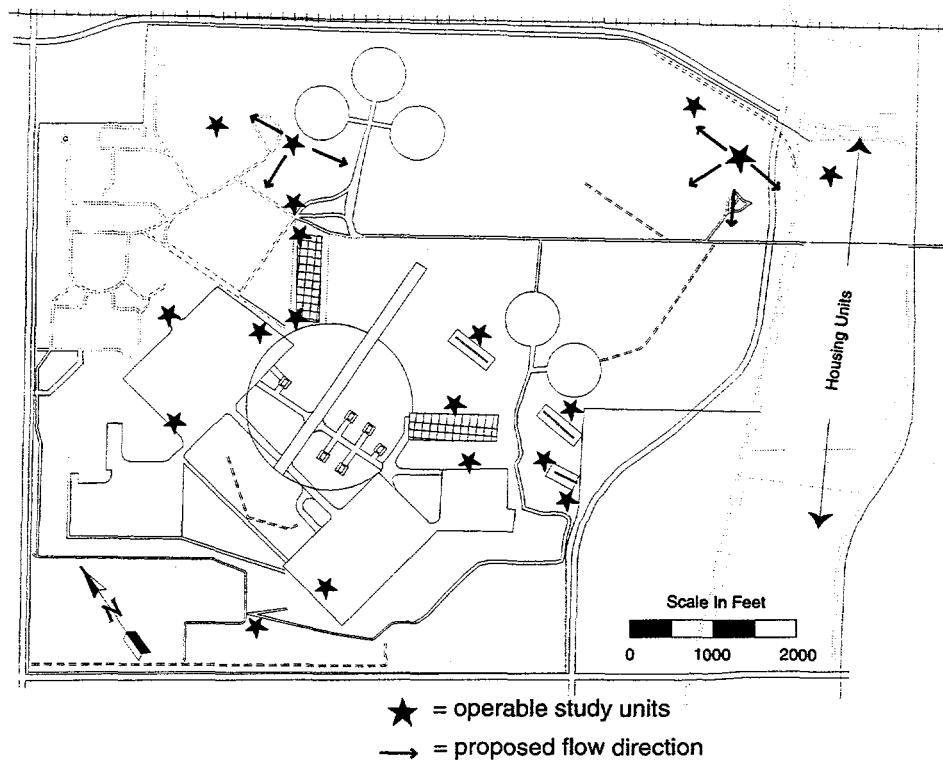 Housing Units
N
Scale In Feet
0 1000 2000
= operable study units
= proposed flow direction